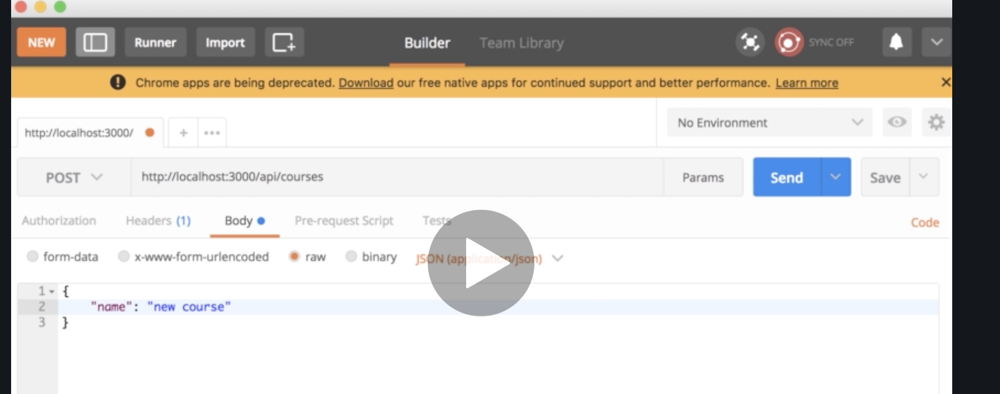 NEW Runner Import Builder Team Library SYNC OFF
Chrome apps are being deprecated. Download our free native apps for continued support and better performance. Learn more
http://localhost:3000/ + ••• No Environment
POST http://localhost:3000/api/courses Params Send Save
Authorization Headers (1) Body Pre-request Script Tests Code
form-data x-www-form-urlencoded raw binary JSON (application/json)
1 {
2 "name": "new course"
3 }